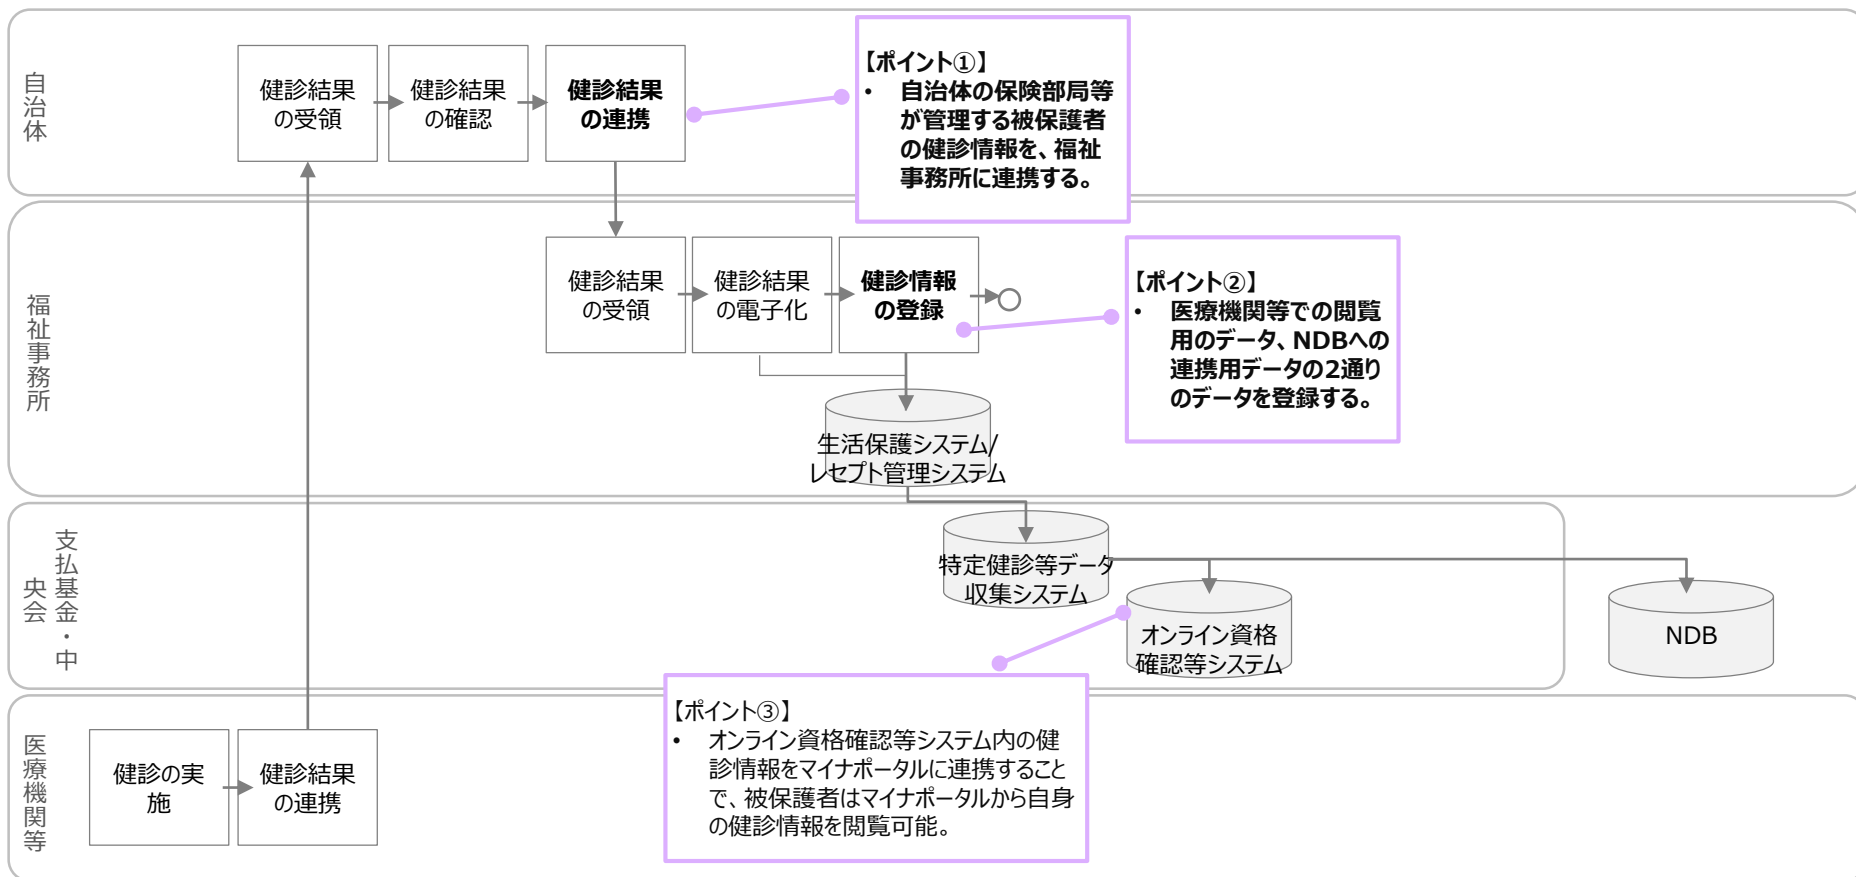 自治体
健診結果
の受領
健診結果
の確認
健診結果
の連携
【ポイント①】
• 自治体の保険部局等
が管理する被保護者
の健診情報を、福祉
事務所に連携する。
福祉事務所
健診結果
の受領
健診結果
の電子化
健診情報
の登録
【ポイント②】
• 医療機関等での閲覧
用のデータ、NDBへの
連携用データの2通り
のデータを登録する。
生活保護システム/
レセプト管理システム
支払基金・中
央会
特定健診等データ
収集システム
オンライン資格
確認等システム
NDB
医療機関等
健診の実
施
健診結果
の連携
【ポイント③】
• オンライン資格確認等システム内の健
診情報をマイナポータルに連携すること
で、被保護者はマイナポータルから自身
の健診情報を閲覧可能。